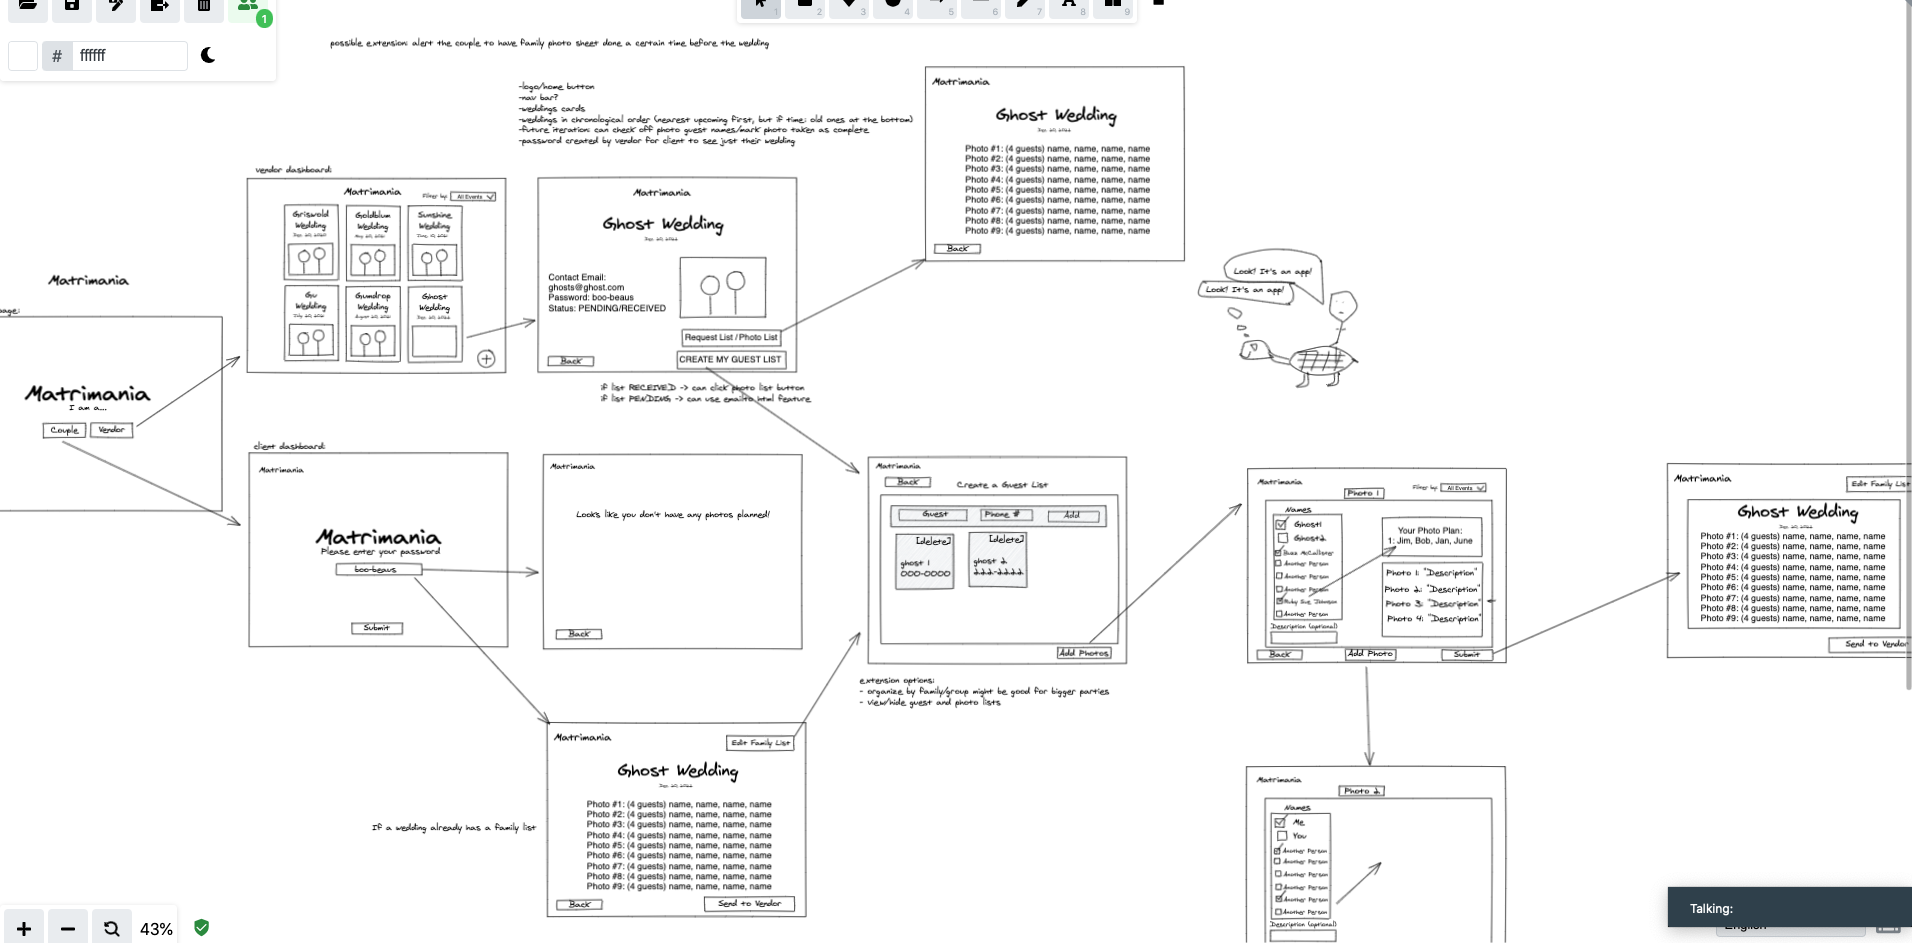 1
# ffffff
1 2 3 4 5 6 7 8 9
possible extension: alert the couple to have family photo sheet done a certain time before the wedding
-logo/home button
-nav bar?
-weddings cards
-weddings in chronological order (nearest upcoming first, but if time: old ones at the bottom)
-future iteration: can check off photo guest names/mark photo taken as complete
-password created by vendor for client to see just their wedding
Matrimania
Ghost Wedding
Dec. 20, 2022
Photo #1: (4 guests) name, name, name, name
Photo #2: (4 guests) name, name, name, name
Photo #3: (4 guests) name, name, name, name
Photo #4: (4 guests) name, name, name, name
Photo #5: (4 guests) name, name, name, name
Photo #6: (4 guests) name, name, name, name
Photo #7: (4 guests) name, name, name, name
Photo #8: (4 guests) name, name, name, name
Photo #9: (4 guests) name, name, name, name
Back
vendor dashboard:
Matrimania
Filter by: All Events
Griswold
Wedding
Goldblum
Wedding
Sunshine
Wedding
Gu
Wedding
Gumdrop
Wedding
Ghost
Wedding
Matrimania
Ghost Wedding
Contact Email:
ghosts@ghost.com
Password: boo-beaus
Status: PENDING/RECEIVED
Request List / Photo List
CREATE MY GUEST LIST
Back
if list RECEIVED -> can click photo list button
if list PENDING -> can use emailto html feature
Look! It's an app!
Look! It's an app!
Matrimania
page:
Matrimania
I am a...
Couple Vendor
client dashboard:
Matrimania
Matrimania
Please enter your password
boo-beaus
Submit
Matrimania
Looks like you don't have any photos planned!
Back
Matrimania
Back
Create a Guest List
Guest Phone # Add
[delete]
ghost 1
000-0000
[delete]
ghost 2
222-2222
Add Photos
extension options:
- organize by family/group might be good for bigger parties
- view/hide guest and photo lists
Matrimania
Photo 1
Filter by: All Events
Names
Ghost1
Ghost2
Buzz McCallister
Another Person
Another Person
Another Person
Ruby Sue Johnson
Another Person
Description (optional)
Your Photo Plan:
1: Jim, Bob, Jan, June
Photo 1: "Description"
Photo 2: "Description"
Photo 3: "Description"
Photo 4: "Description"
Back Add Photo Submit
Matrimania
Edit Family List
Ghost Wedding
Photo #1: (4 guests) name, name, name, name
Photo #2: (4 guests) name, name, name, name
Photo #3: (4 guests) name, name, name, name
Photo #4: (4 guests) name, name, name, name
Photo #5: (4 guests) name, name, name, name
Photo #6: (4 guests) name, name, name, name
Photo #7: (4 guests) name, name, name, name
Photo #8: (4 guests) name, name, name, name
Photo #9: (4 guests) name, name, name, name
Send to Vendor
If a wedding already has a family list
Matrimania
Edit Family List
Ghost Wedding
Dec. 20, 2022
Photo #1: (4 guests) name, name, name, name
Photo #2: (4 guests) name, name, name, name
Photo #3: (4 guests) name, name, name, name
Photo #4: (4 guests) name, name, name, name
Photo #5: (4 guests) name, name, name, name
Photo #6: (4 guests) name, name, name, name
Photo #7: (4 guests) name, name, name, name
Photo #8: (4 guests) name, name, name, name
Photo #9: (4 guests) name, name, name, name
Back
Send to Vendor
Matrimania
Photo 2
Names
Me
You
Another Person
Another Person
Another Person
Another Person
Another Person
Another Person
Description (optional)
43%
Talking:
English